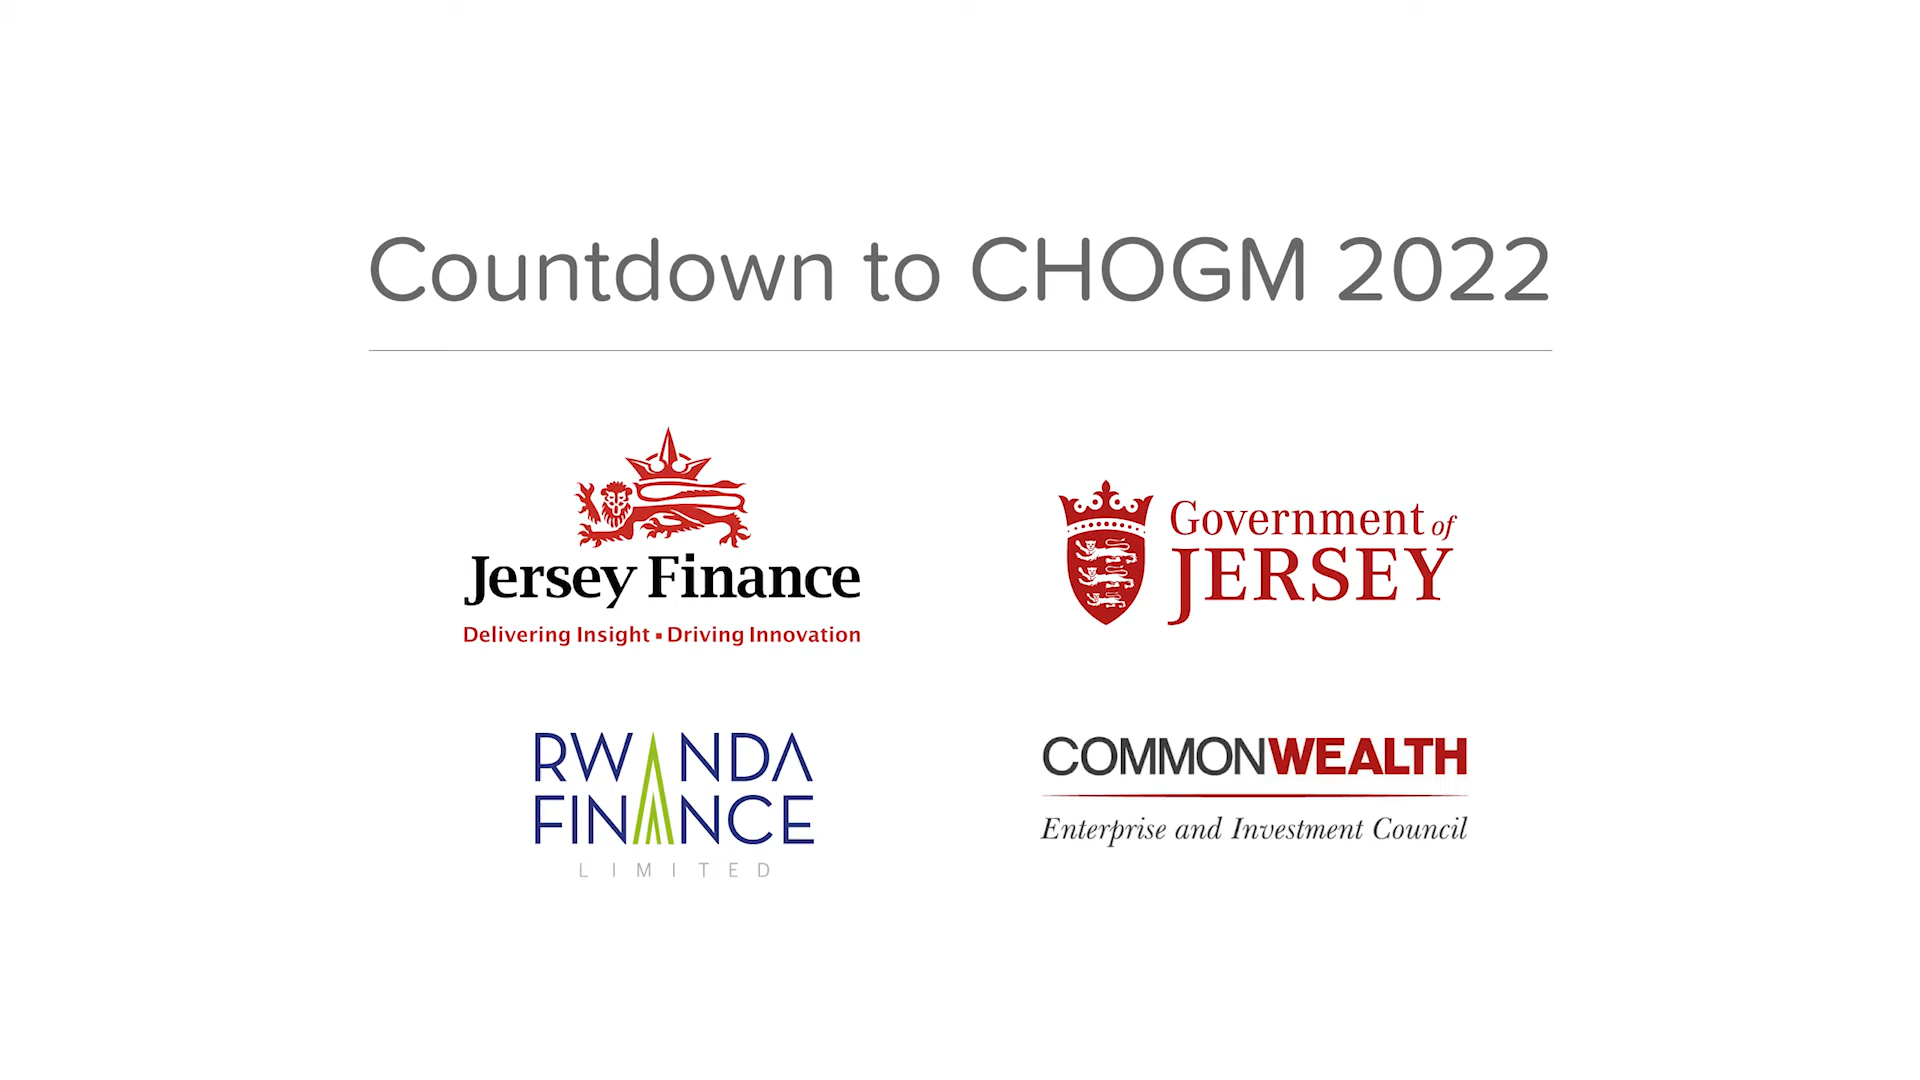 Countdown to CHOGM 2022
Jersey Finance
Delivering Insight ▪ Driving Innovation
Government of
JERSEY
RWANDA
FINANCE
LIMITED
COMMONWEALTH
Enterprise and Investment Council